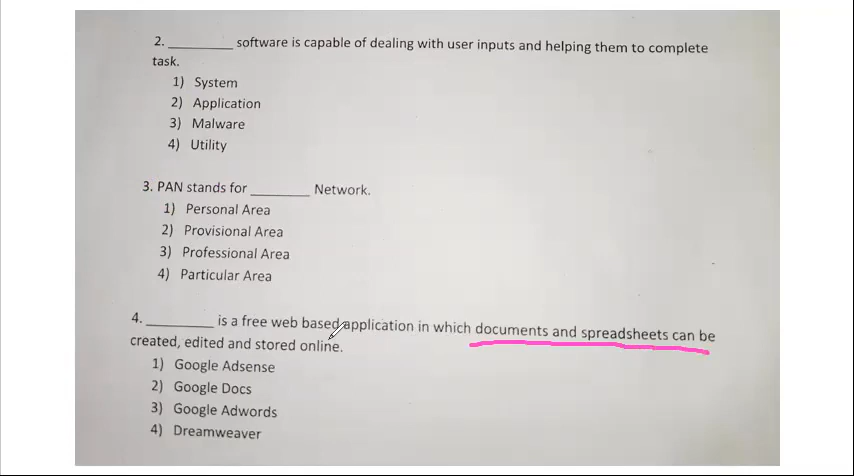 2. ________ software is capable of dealing with user inputs and helping them to complete
task.
1) System
2) Application
3) Malware
4) Utility
3. PAN stands for ________ Network.
1) Personal Area
2) Provisional Area
3) Professional Area
4) Particular Area
4. ________ is a free web based application in which documents and spreadsheets can be
created, edited and stored online.
1) Google Adsense
2) Google Docs
3) Google Adwords
4) Dreamweaver